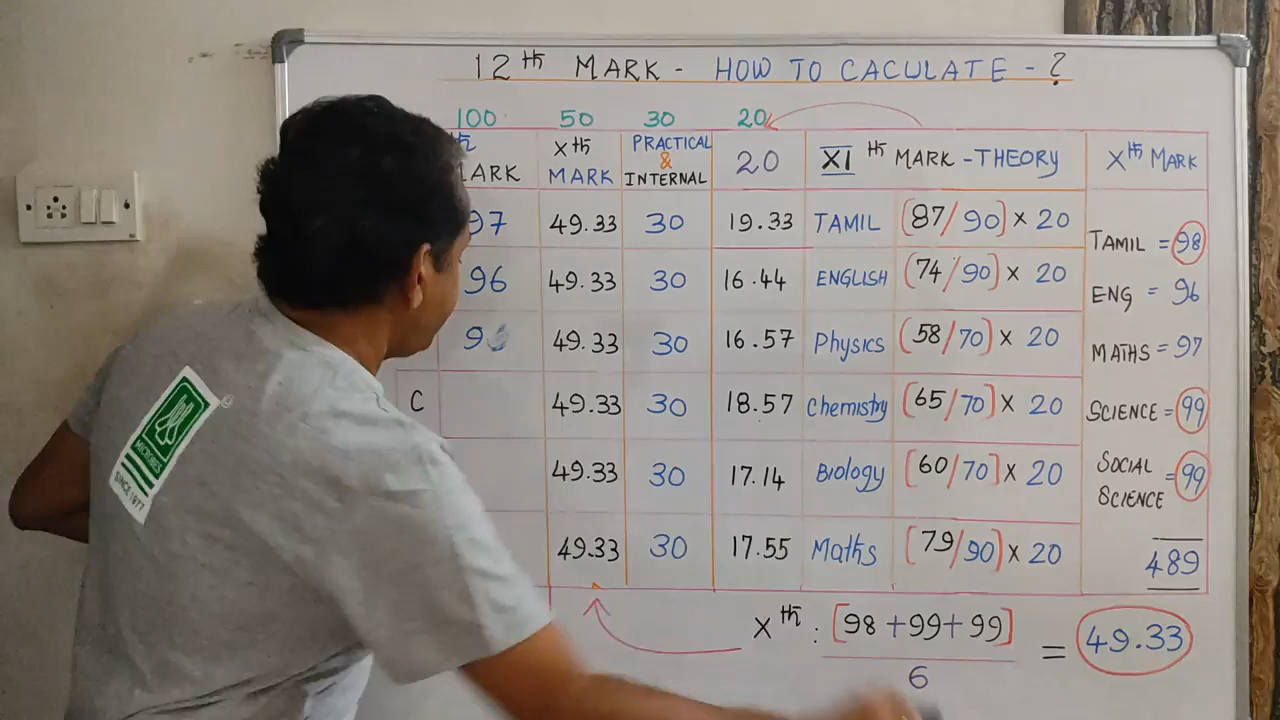 12th MARK - HOW TO CACULATE - ?
100 50 30 20
th MARK Xth MARK PRACTICAL & INTERNAL 20 XI th MARK - THEORY Xth MARK
97 49.33 30 19.33 TAMIL (87/90) × 20 TAMIL = 98
96 49.33 30 16.44 ENGLISH (74/90) × 20 ENG = 96
9 49.33 30 16.57 Physics (58/70) × 20 MATHS = 97
C 49.33 30 18.57 Chemistry (65/70) × 20 SCIENCE = 99
49.33 30 17.14 Biology [60/70] × 20 SOCIAL SCIENCE = 99
49.33 30 17.55 Maths [79/90] × 20 489
Xth : [98 + 99 + 99] / 6 = 49.33
MICROBES
SINCE 1977